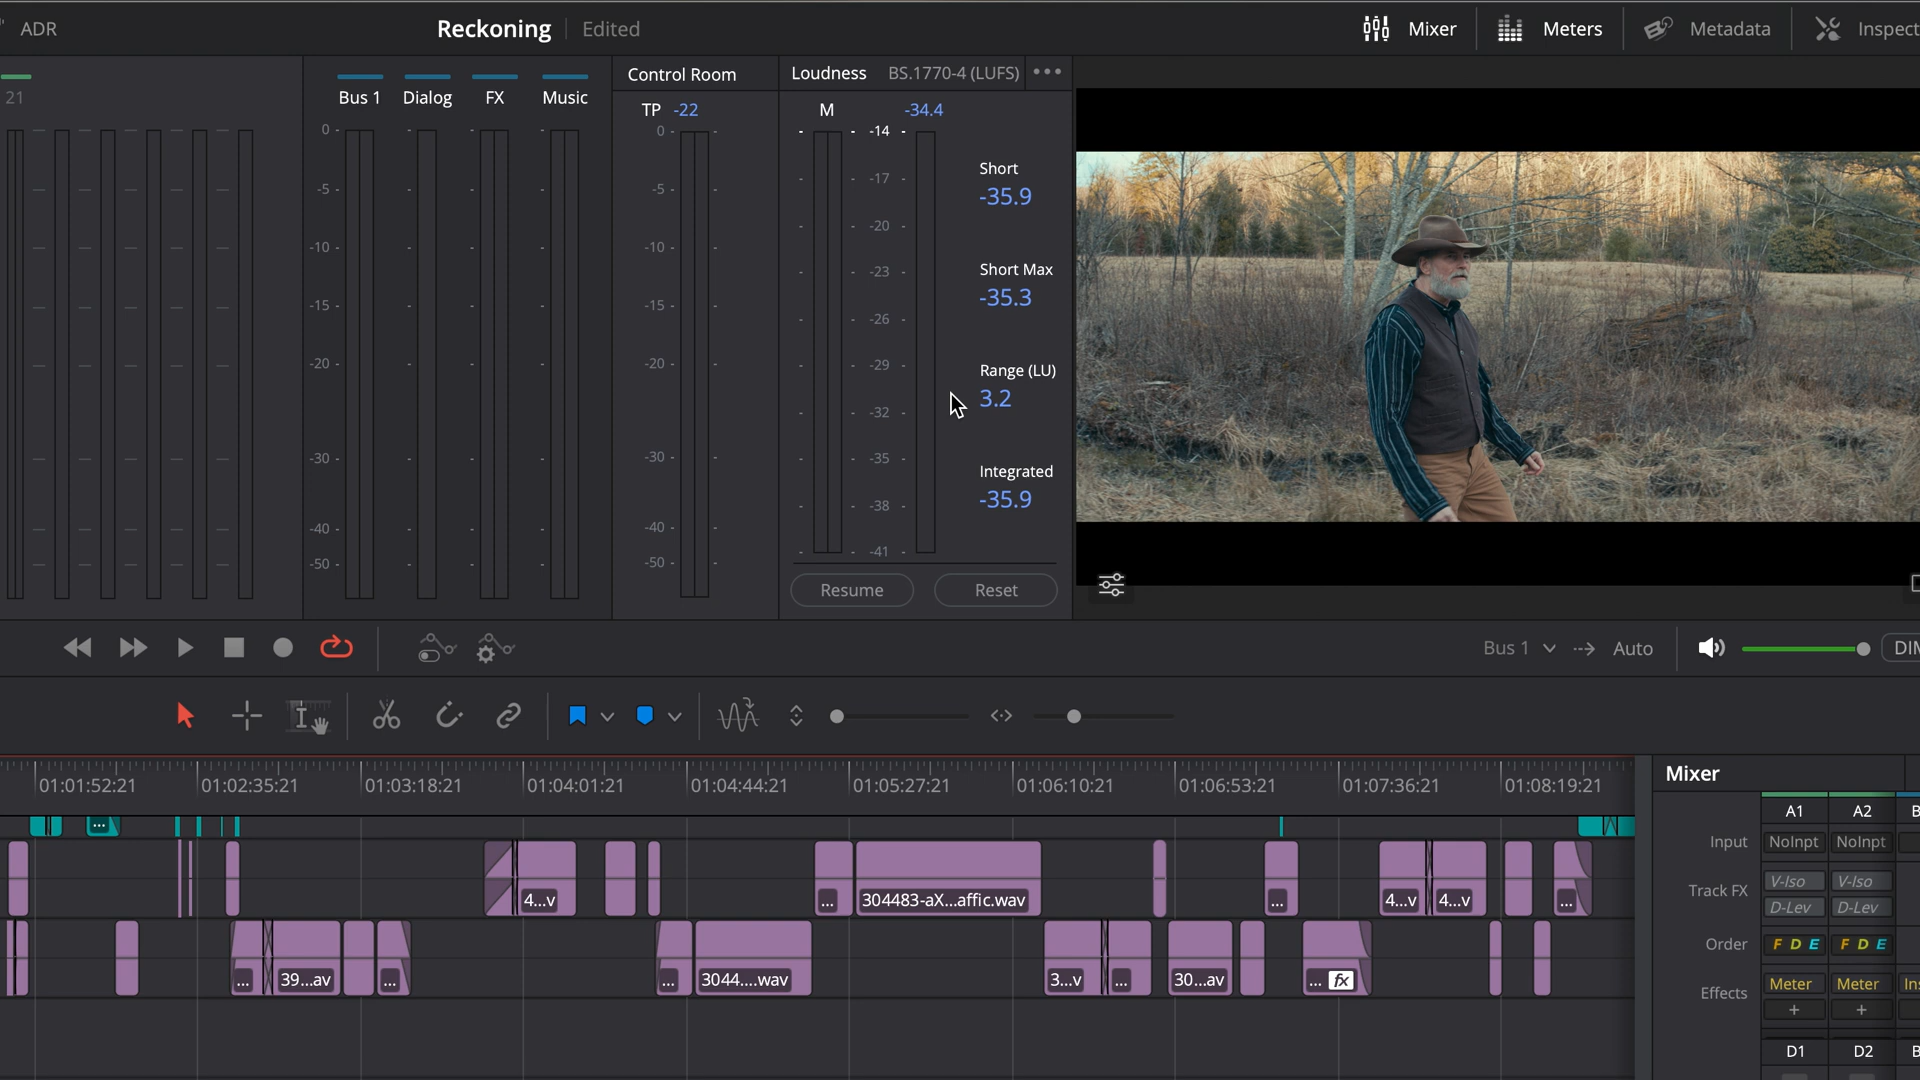 ADR Reckoning Edited Mixer Meters Metadata Inspect
21
Bus 1 Dialog FX Music
Control Room
Loudness BS.1770-4 (LUFS)
TP -22
M -34.4
0 -5 -10 -15 -20 -30 -40 -50
0 -5 -10 -15 -20 -30 -40 -50
-14 -17 -20 -23 -26 -29 -32 -35 -38 -41
Short
-35.9
Short Max
-35.3
Range (LU)
3.2
Integrated
-35.9
Resume Reset
Bus 1 Auto DIM
01:01:52:21 01:02:35:21 01:03:18:21 01:04:01:21 01:04:44:21 01:05:27:21 01:06:10:21 01:06:53:21 01:07:36:21 01:08:19:21
...
4...v ... 304483-aX...affic.wav ... 4...v 4...v ...
... 39...av ... ... 3044....wav 3...v ... 30...av ... fx
Mixer
A1 A2 B
Input NoInpt NoInpt
Track FX V-Iso V-Iso
D-Lev D-Lev
Order F D E F D E
Effects Meter Meter Ins
+ +
D1 D2 B